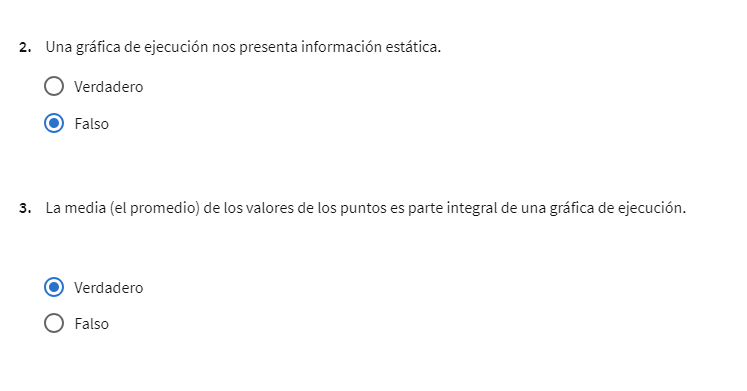 2. Una gráfica de ejecución nos presenta información estática.
Verdadero
Falso
3. La media (el promedio) de los valores de los puntos es parte integral de una gráfica de ejecución.
Verdadero
Falso